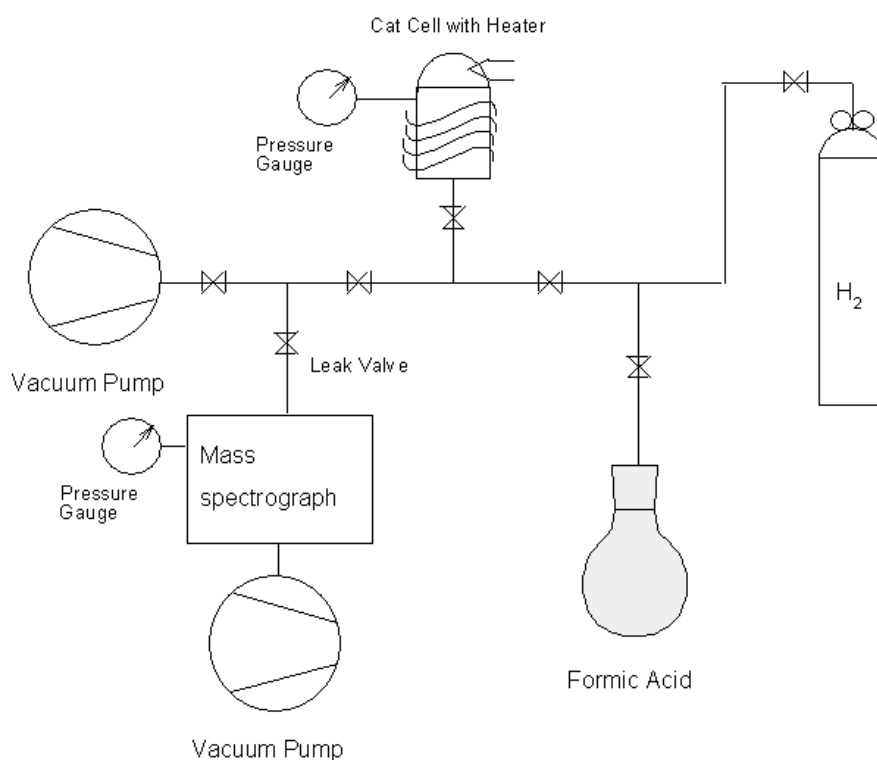 Cat Cell with Heater
Pressure
Gauge
H2
Vacuum Pump
Leak Valve
Pressure
Gauge
Mass
spectrograph
Formic Acid
Vacuum Pump